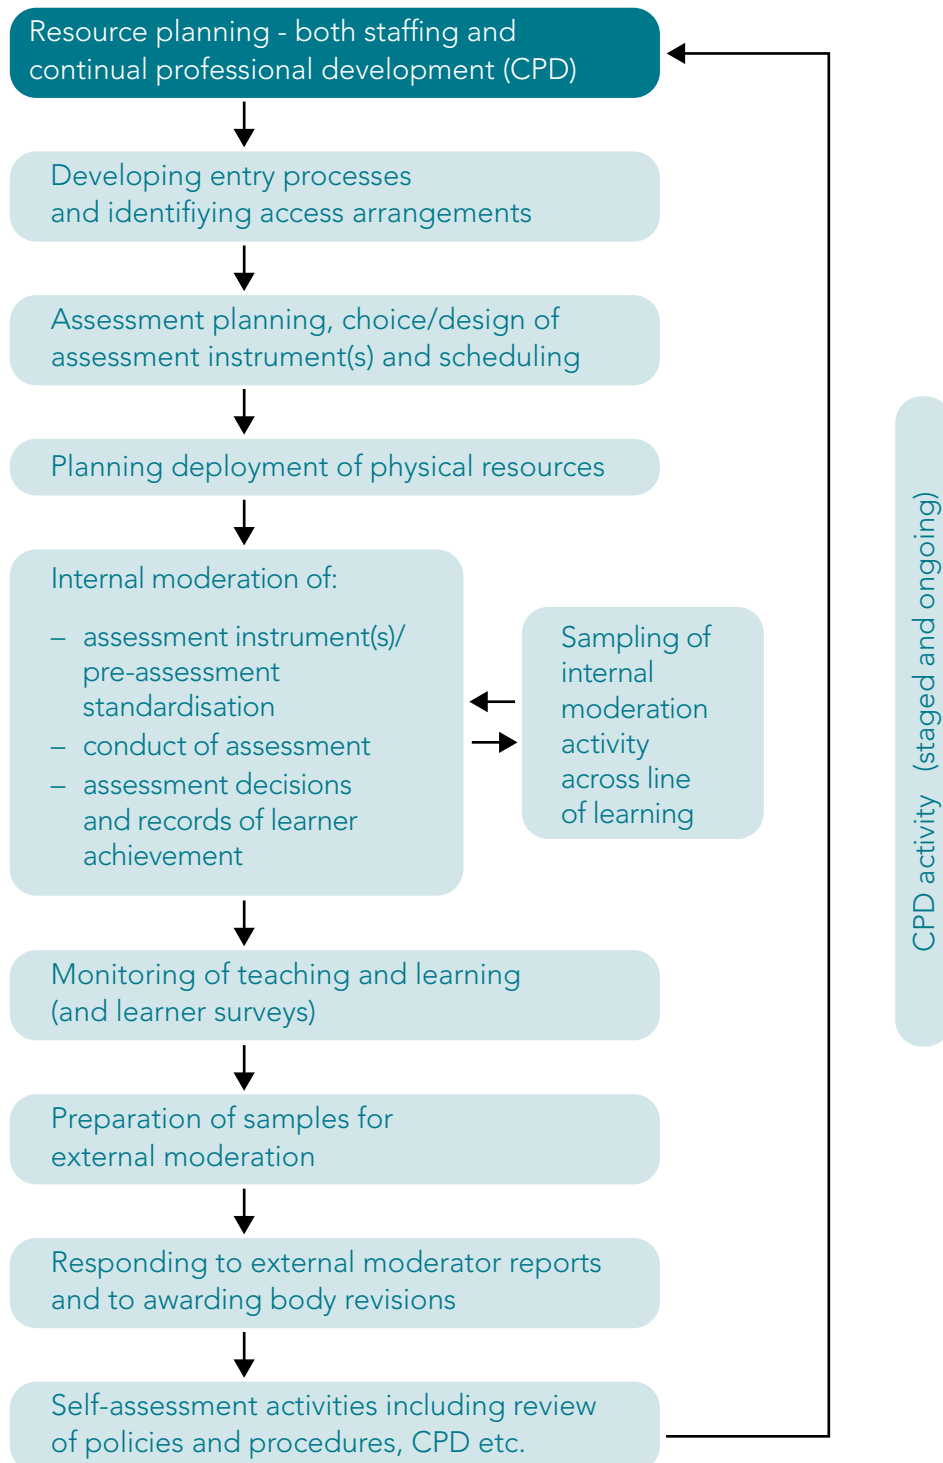 Resource planning - both staffing and
continual professional development (CPD)
Developing entry processes
and identifiying access arrangements
Assessment planning, choice/design of
assessment instrument(s) and scheduling
Planning deployment of physical resources
Internal moderation of:
– assessment instrument(s)/
pre-assessment
standardisation
– conduct of assessment
– assessment decisions
and records of learner
achievement
Sampling of
internal
moderation
activity
across line
of learning
Monitoring of teaching and learning
(and learner surveys)
Preparation of samples for
external moderation
Responding to external moderator reports
and to awarding body revisions
Self-assessment activities including review
of policies and procedures, CPD etc.
CPD activity (staged and ongoing)